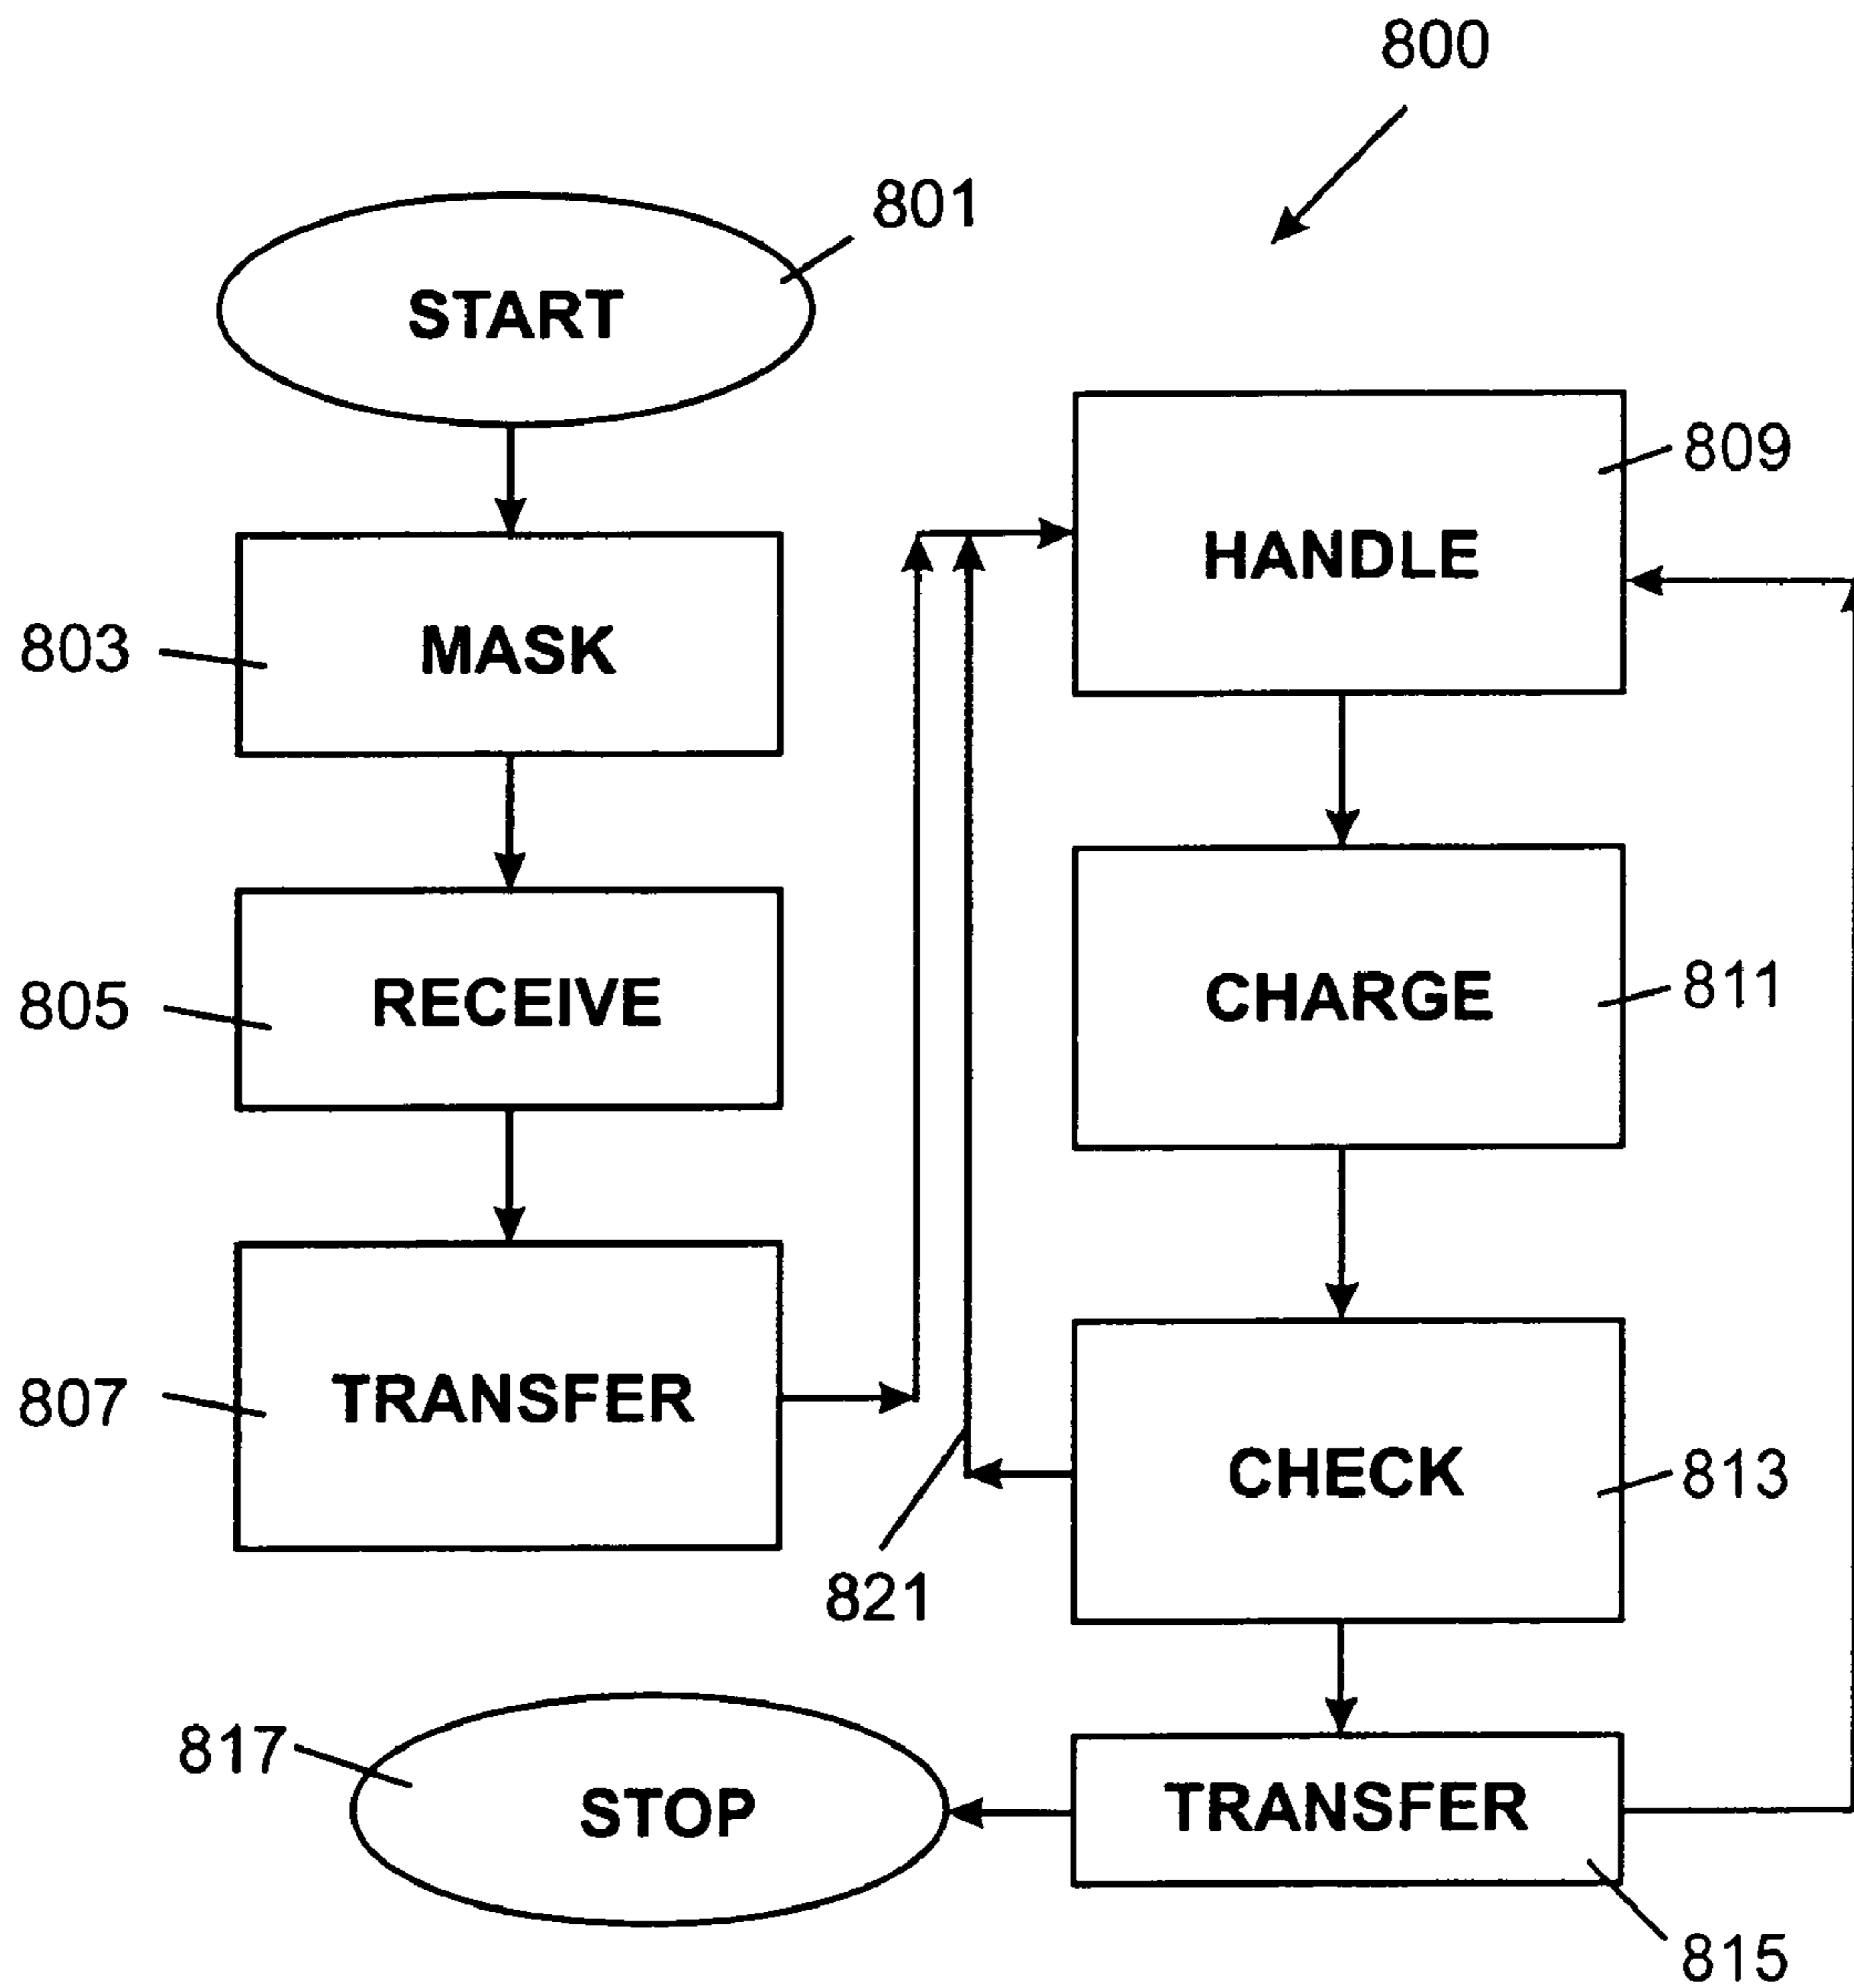 800
801
START
809
HANDLE
803
MASK
811
CHARGE
805
RECEIVE
807
TRANSFER
813
CHECK
821
817
STOP
TRANSFER
815